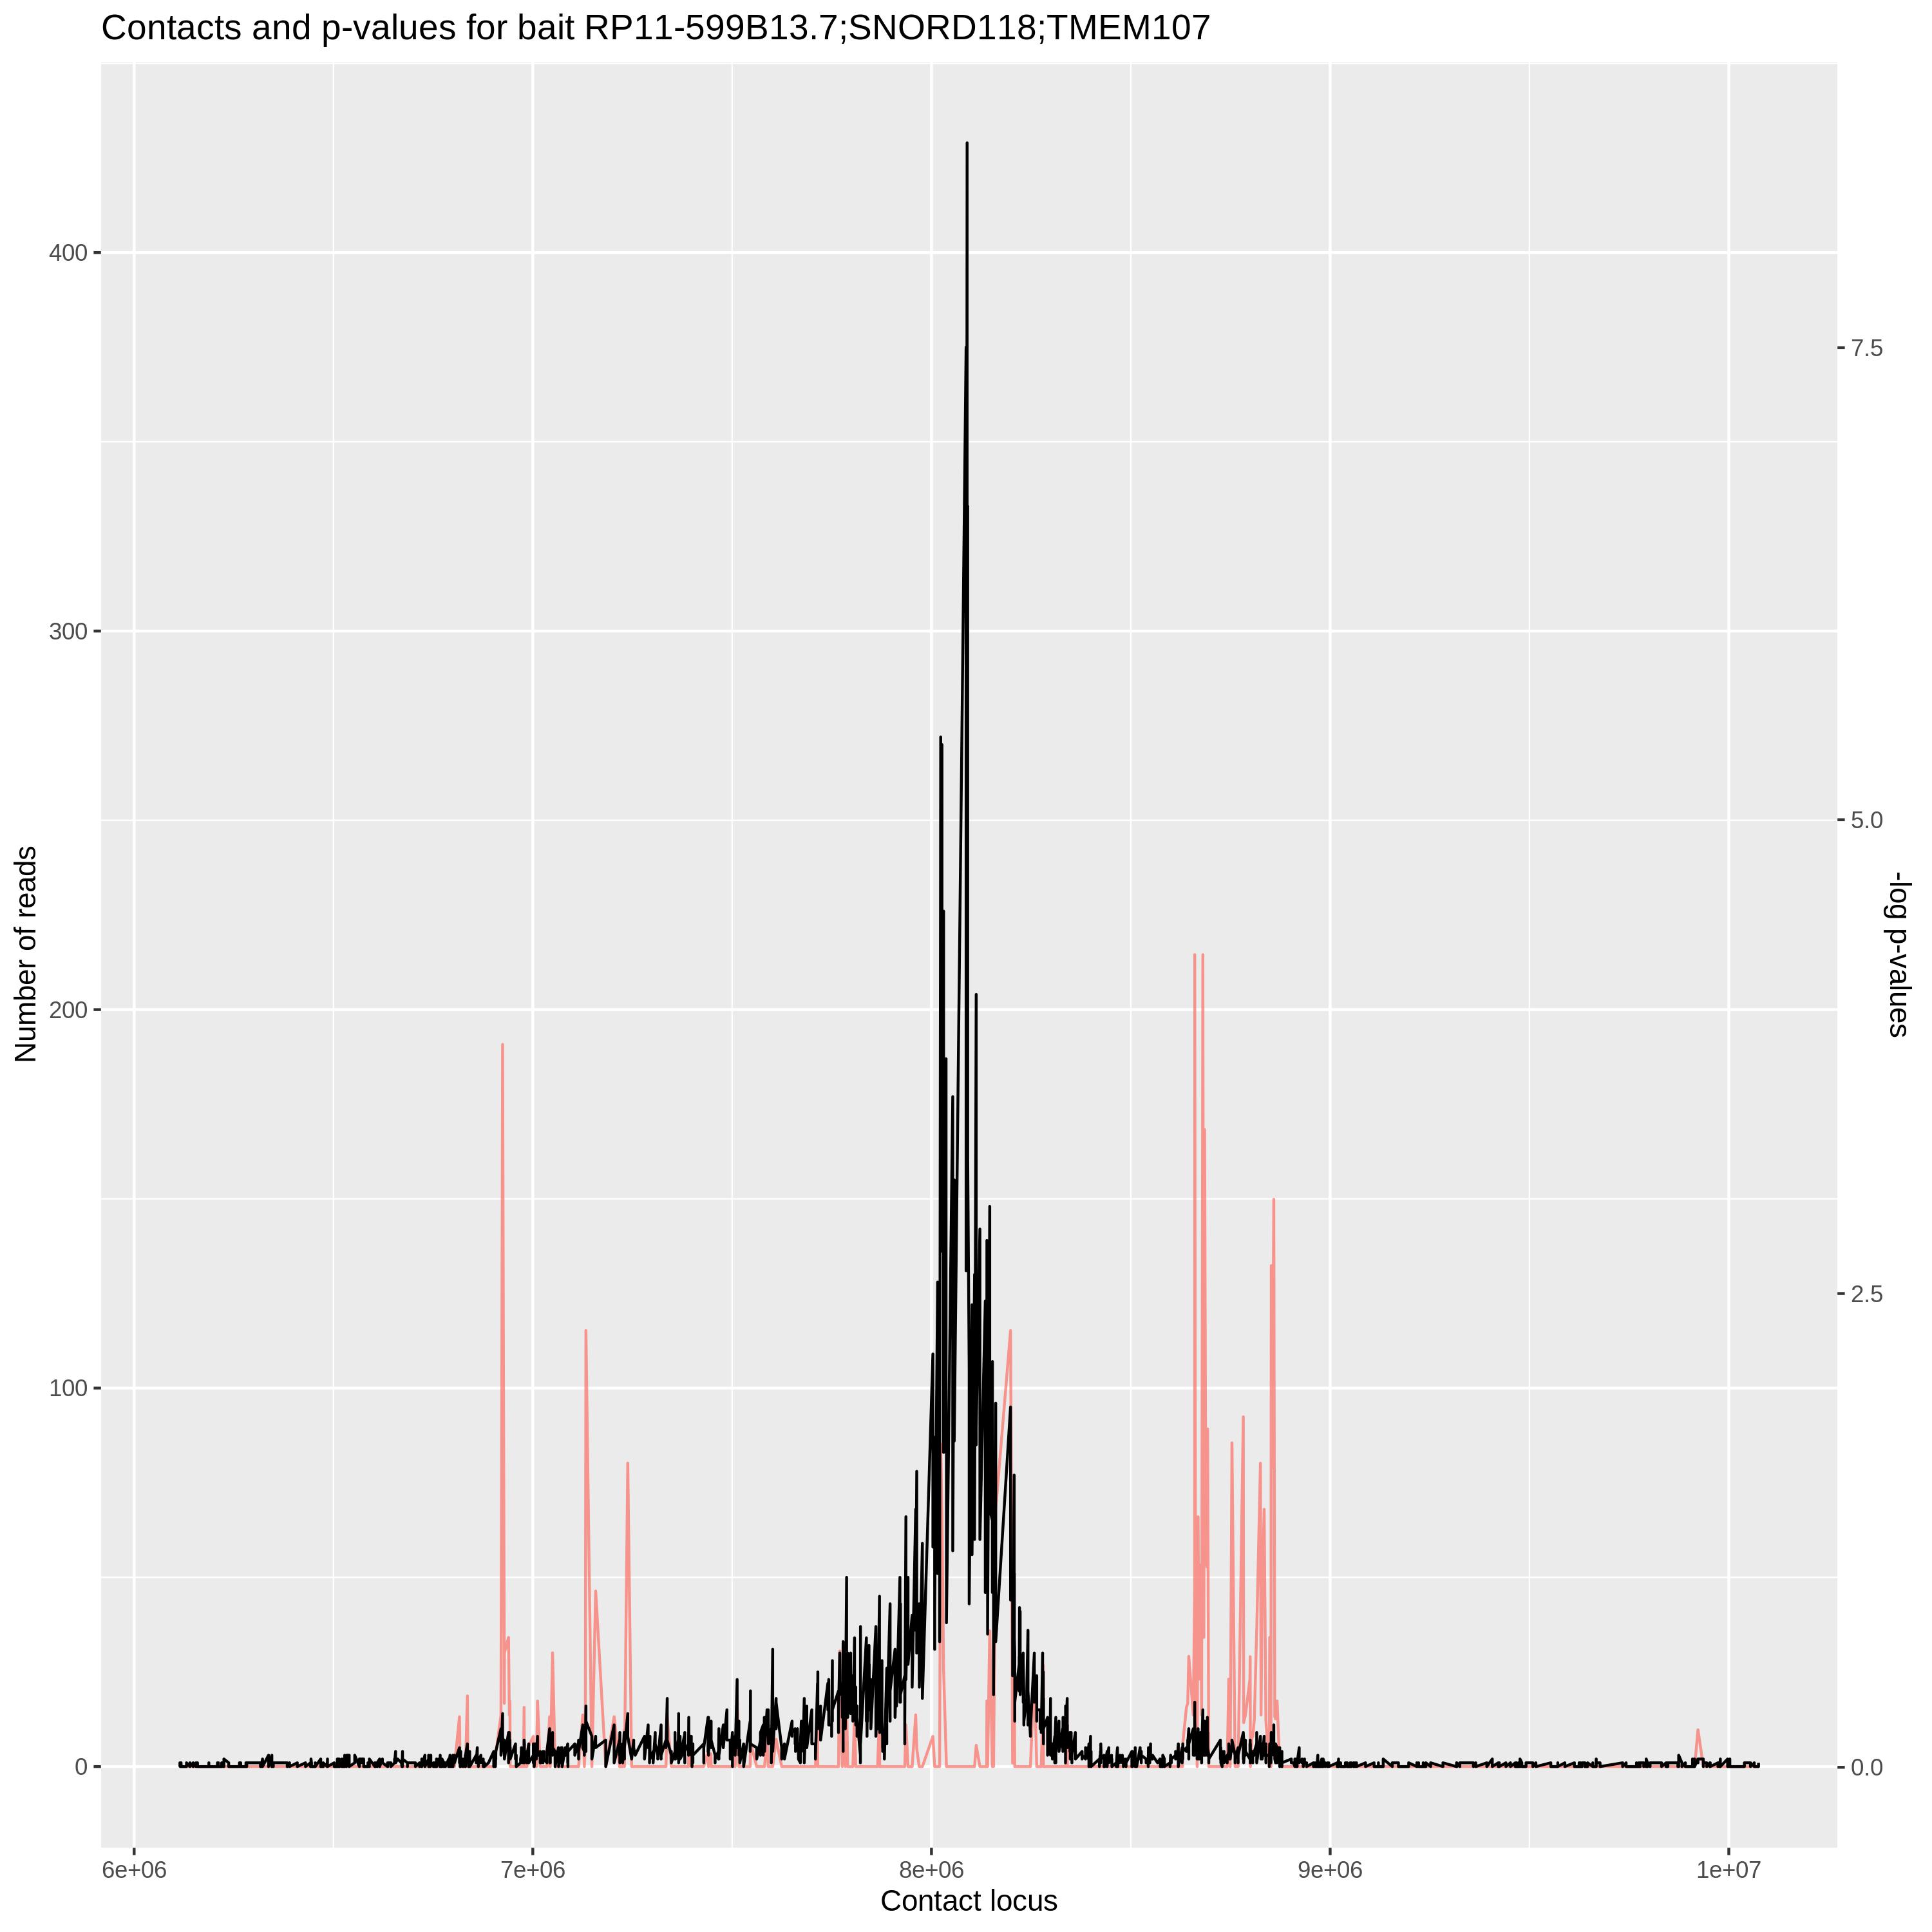 Contacts and p-values for bait RP11-599B13.7;SNORD118;TMEM107
400
300
200
100
0
Number of reads
7.5
5.0
2.5
0.0
-log p-values
6e+06
7e+06
8e+06
9e+06
1e+07
Contact locus